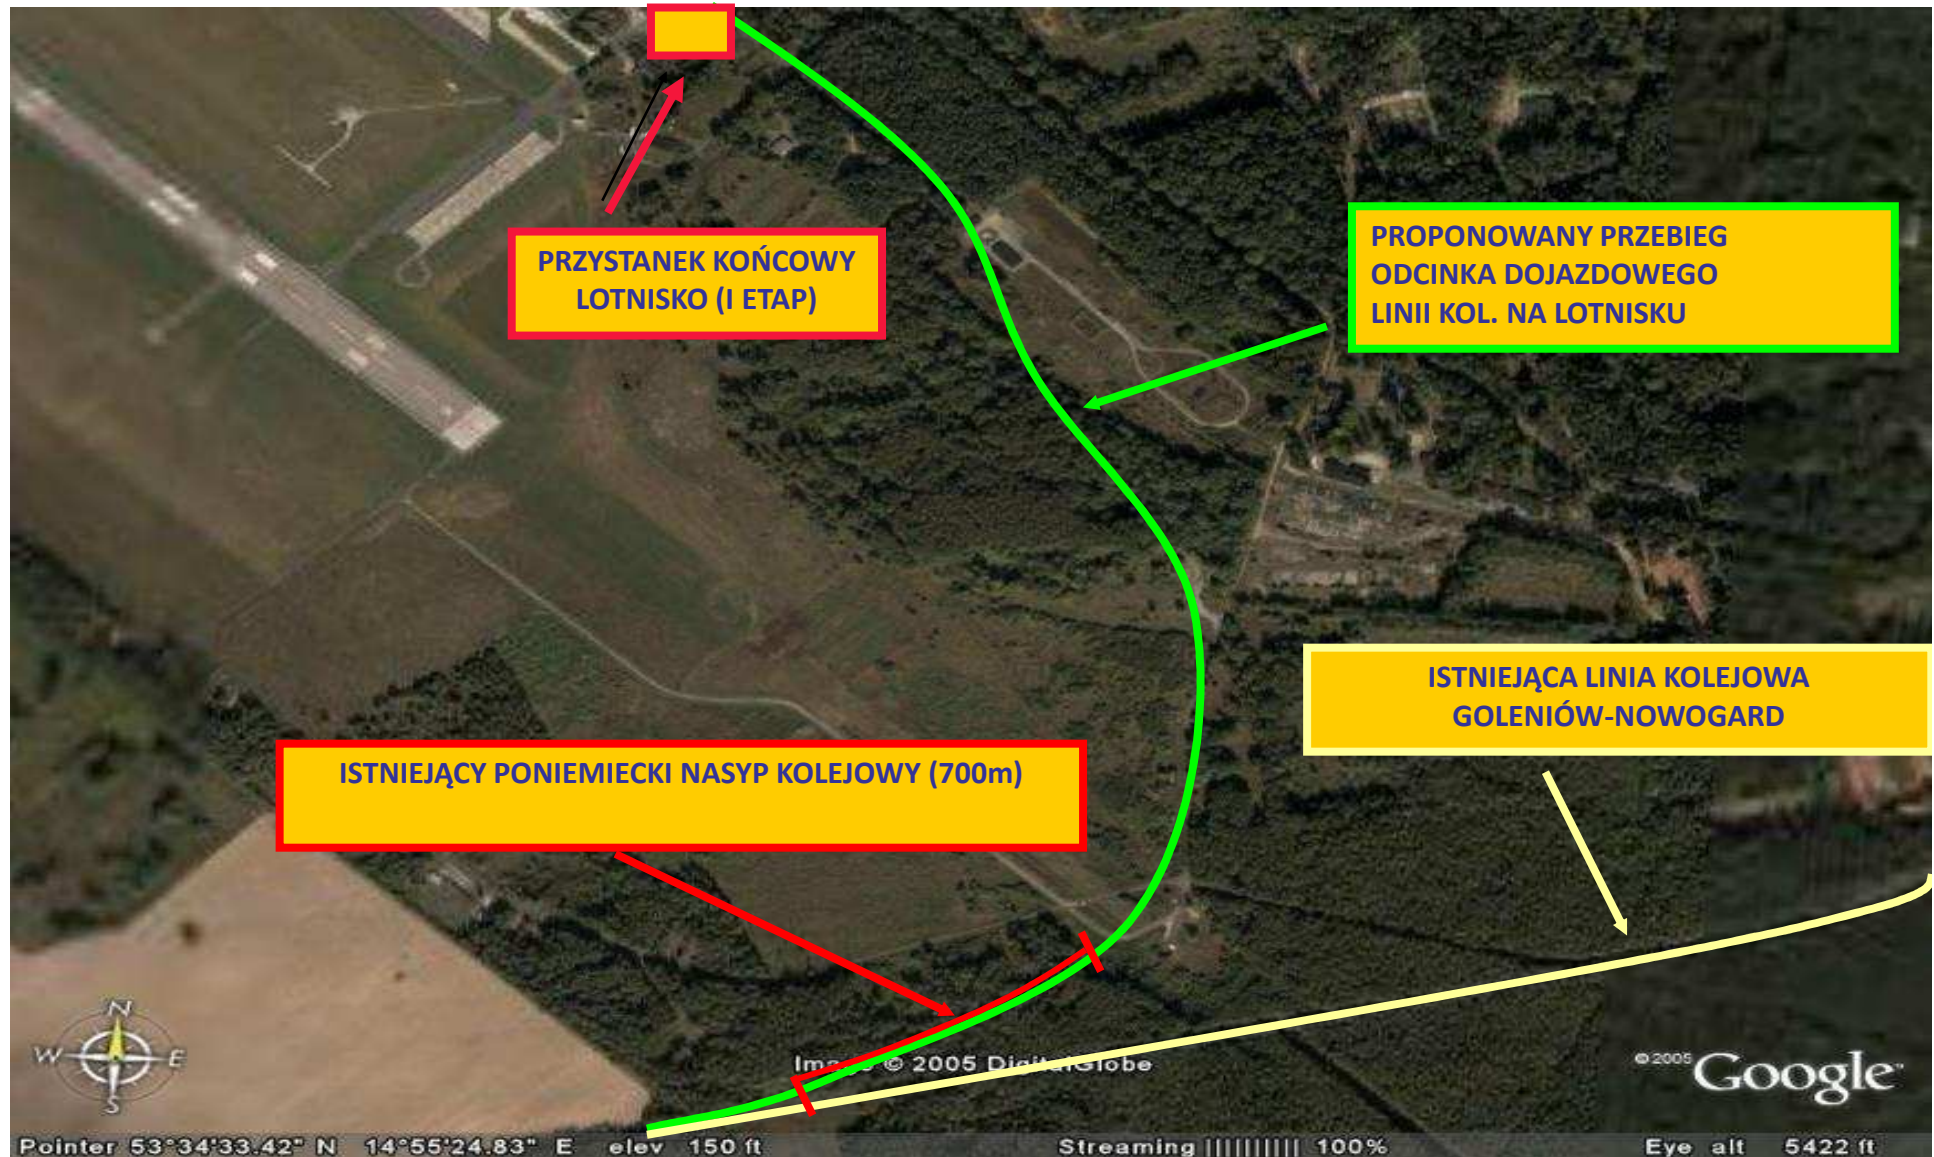 PRZYSTANEK KOŃCOWY
LOTNISKO (I ETAP)
PROPONOWANY PRZEBIEG
ODCINKA DOJAZDOWEGO
LINII KOL. NA LOTNISKU
ISTNIEJĄCA LINIA KOLEJOWA
GOLENIÓW-NOWOGARD
ISTNIEJĄCY PONIEMIECKI NASYP KOLEJOWY (700m)
N
W E
S
Image © 2005 DigitalGlobe
© 2005 Google™
Pointer 53°34'33.42" N 14°55'24.83" E elev 150 ft Streaming |||||||||| 100% Eye alt 5422 ft